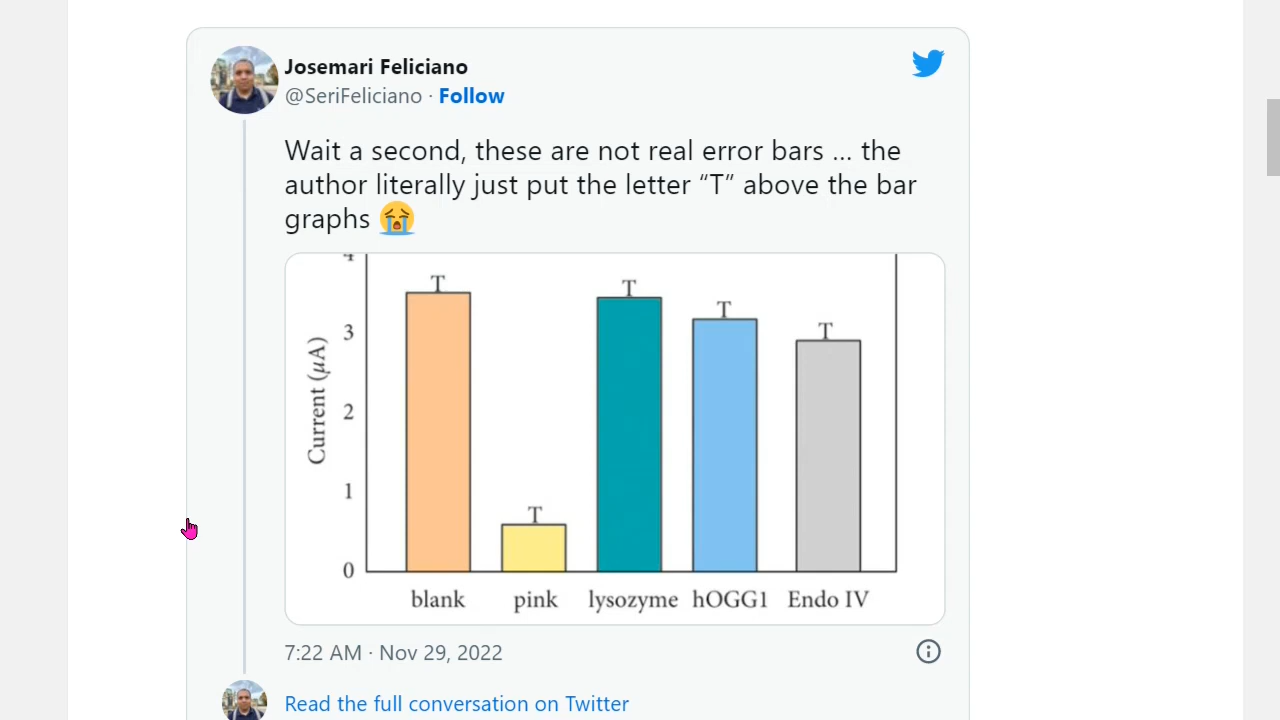 Josemari Feliciano
@SeriFeliciano · Follow
Wait a second, these are not real error bars ... the
author literally just put the letter “T” above the bar
graphs 😭
4
T
T
T
3
T
T
Current (μA)
2
1
T
0
blank pink lysozyme hOGG1 Endo IV
7:22 AM · Nov 29, 2022
Read the full conversation on Twitter